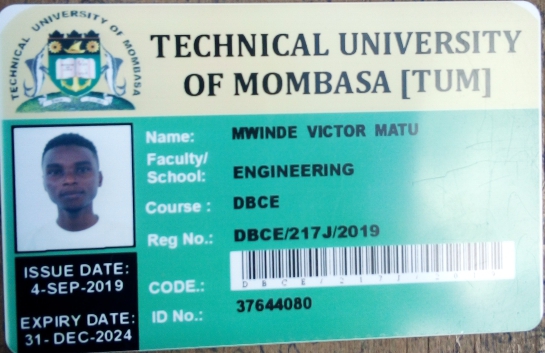 TECHNICAL UNIVERSITY OF MOMBASA
TECHNICAL UNIVERSITY
OF MOMBASA [TUM]
Name: MWINDE VICTOR MATU
Faculty/
School: ENGINEERING
Course : DBCE
Reg No.: DBCE/217J/2019
CODE.:
ID No.: 37644080
ISSUE DATE:
4-SEP-2019
EXPIRY DATE:
31- DEC-2024